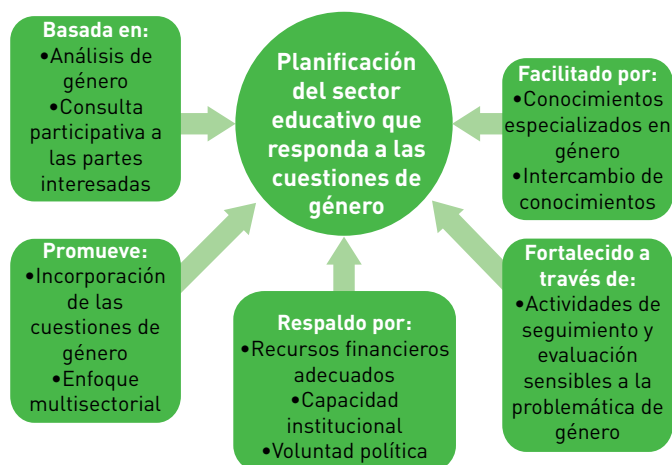 Basada en:
•Análisis de
género
•Consulta
participativa a
las partes
interesadas
Planificación
del sector
educativo que
responda a las
cuestiones de
género
Facilitado por:
•Conocimientos
especializados en
género
•Intercambio de
conocimientos
Promueve:
•Incorporación
de las
cuestiones de
género
•Enfoque
multisectorial
Respaldo por:
•Recursos financieros
adecuados
•Capacidad
institucional
•Voluntad política
Fortalecido a
través de:
•Actividades de
seguimiento y
evaluación
sensibles a la
problemática de
género